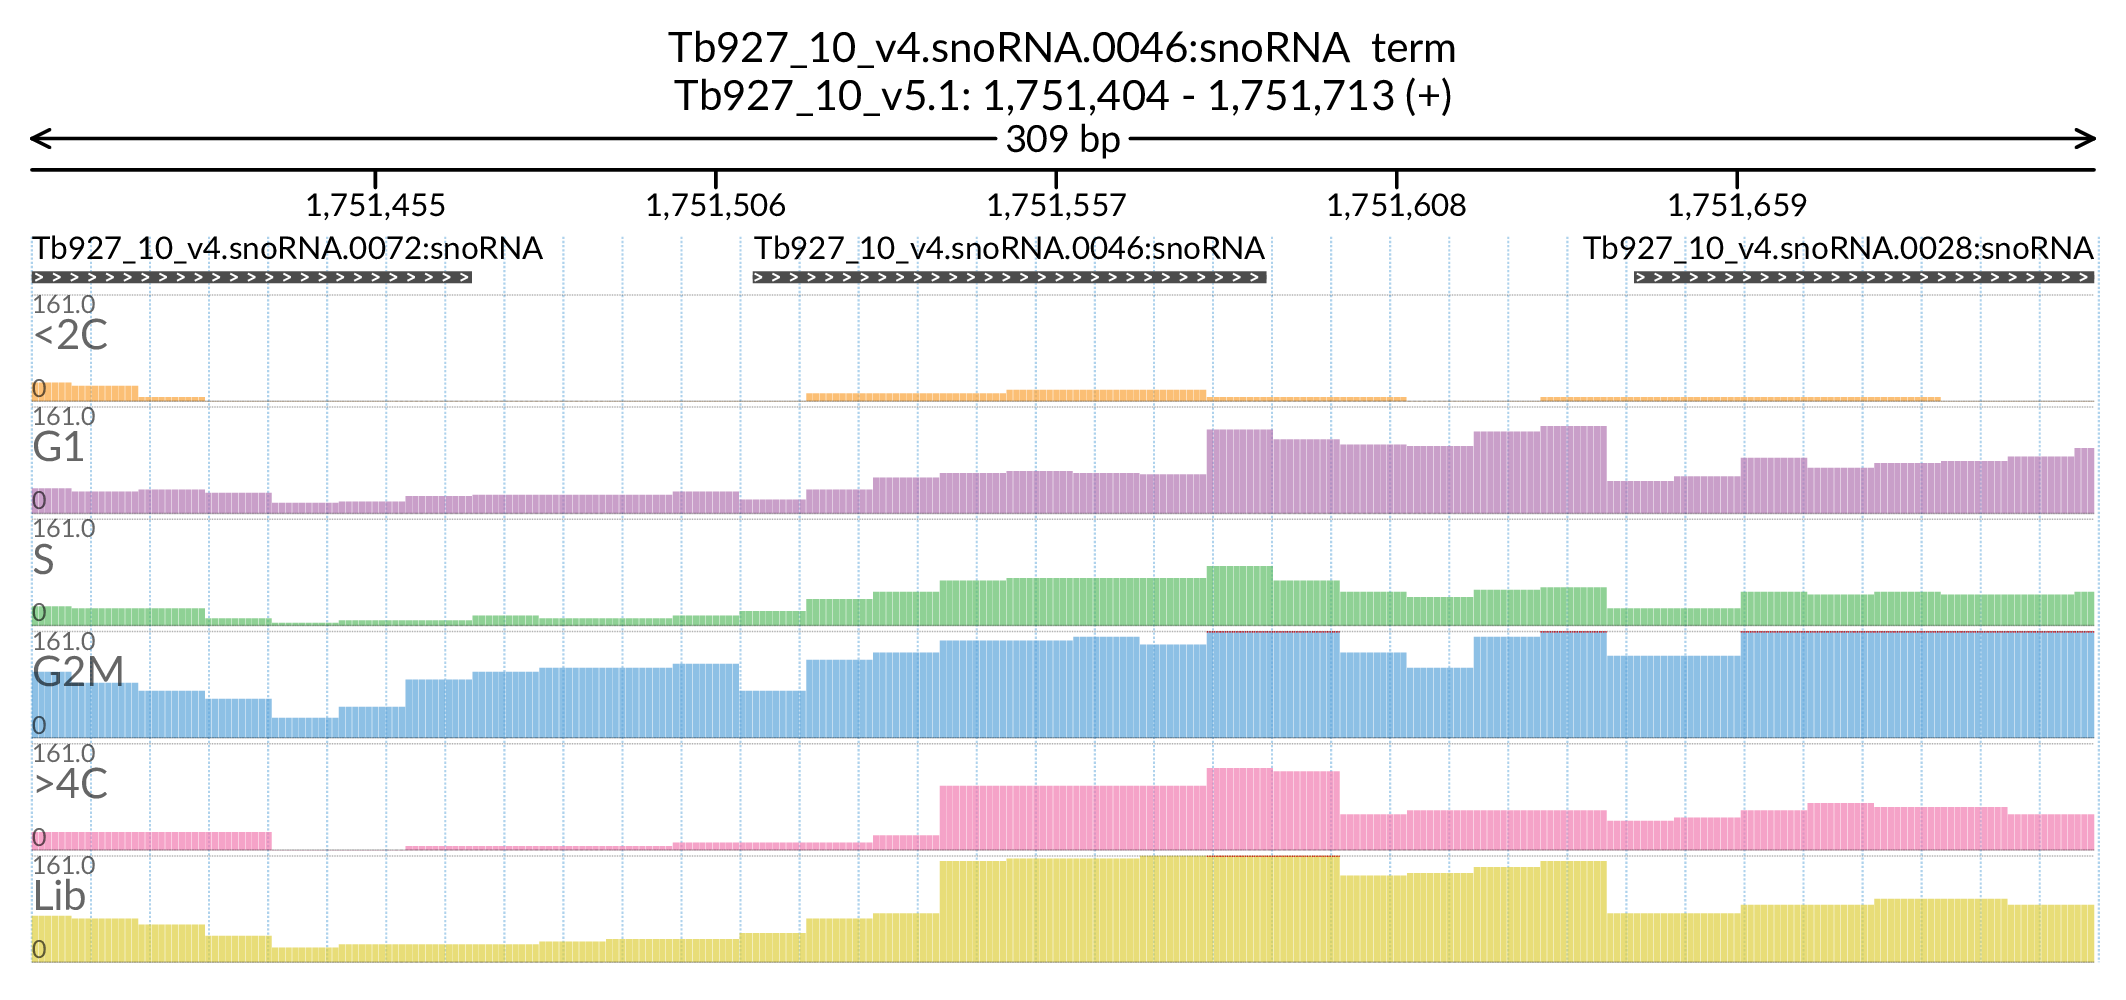 Tb927_10_v4.snoRNA.0046:snoRNA term
Tb927_10_v5.1: 1,751,404 - 1,751,713 (+)
309 bp
1,751,455 1,751,506 1,751,557 1,751,608 1,751,659
Tb927_10_v4.snoRNA.0072:snoRNA Tb927_10_v4.snoRNA.0046:snoRNA Tb927_10_v4.snoRNA.0028:snoRNA
161.0
<2C
0
161.0
G1
0
161.0
S
0
161.0
G2M
0
161.0
>4C
0
161.0
Lib
0